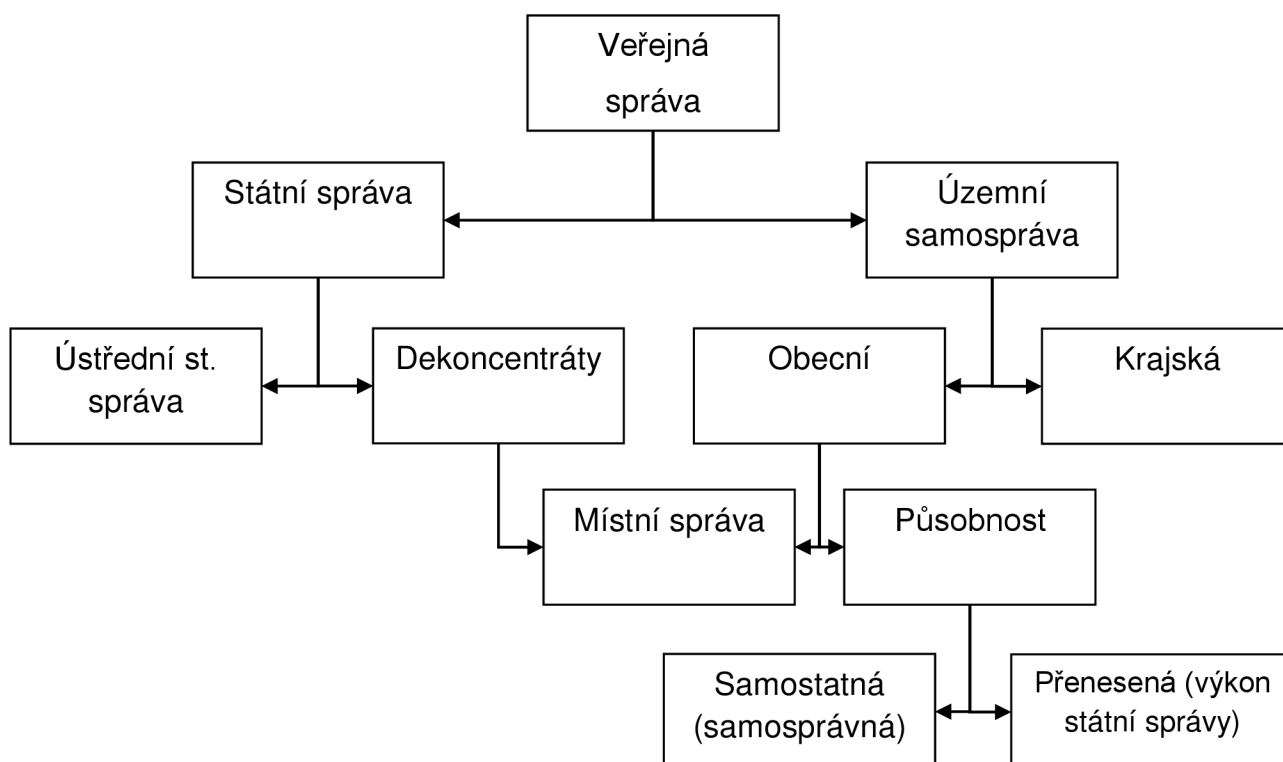 Veřejná
správa
Státní správa
Územní
samospráva
Ústřední st.
správa
Dekoncentráty
Obecní
Krajská
Místní správa
Působnost
Samostatná
(samosprávná)
Přenesená (výkon
státní správy)